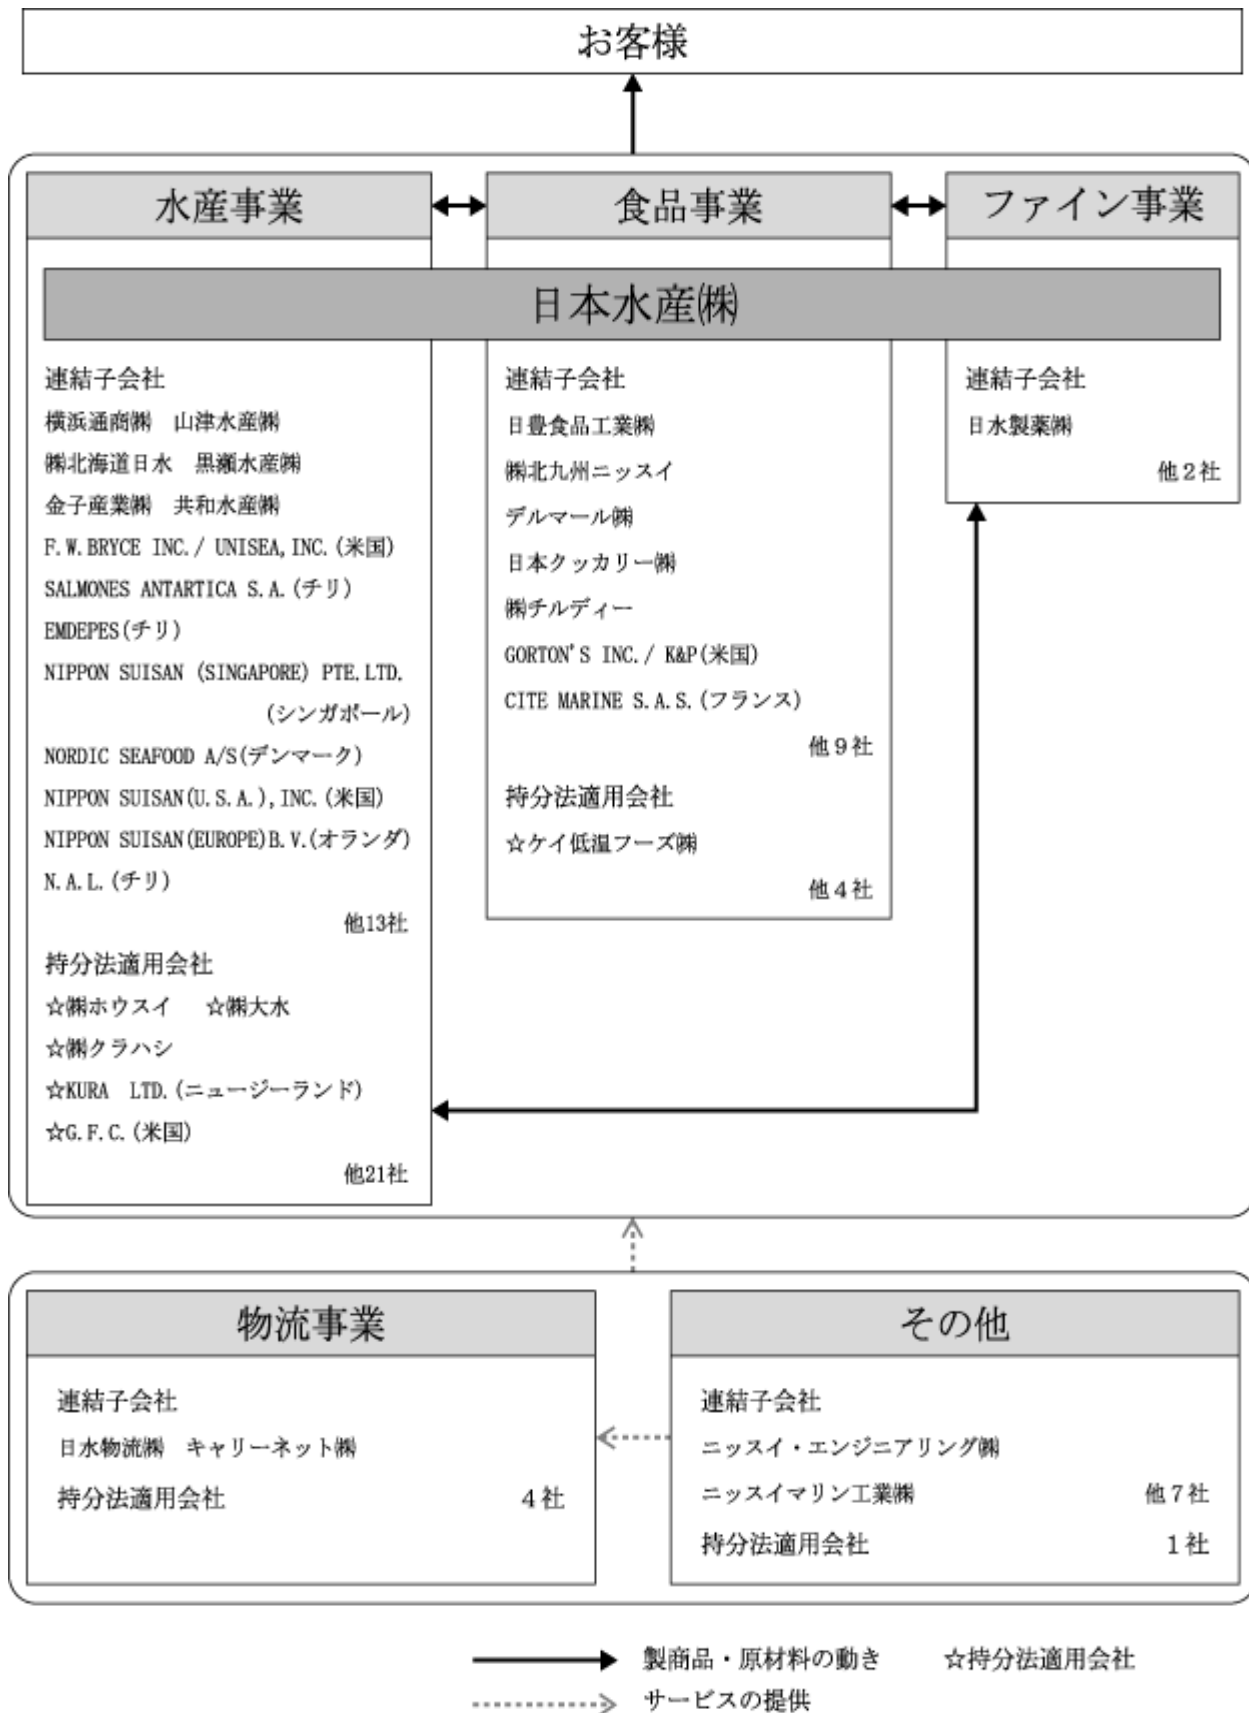 お客様
水産事業
食品事業
ファイン事業
日本水産㈱
連結子会社
横浜通商㈱　山津水産㈱
㈱北海道日水　黒瀬水産㈱
金子産業㈱　共和水産㈱
F.W.BRYCE INC./ UNISEA,INC.(米国)
SALMONES ANTARTICA S.A.(チリ)
EMDEPES(チリ)
NIPPON SUISAN (SINGAPORE) PTE.LTD.
(シンガポール)
NORDIC SEAFOOD A/S(デンマーク)
NIPPON SUISAN(U.S.A.),INC.(米国)
NIPPON SUISAN(EUROPE)B.V.(オランダ)
N.A.L.(チリ)
他13社
持分法適用会社
☆㈱ホウスイ　☆㈱大水
☆㈱クラハシ
☆KURA LTD.(ニュージーランド)
☆G.F.C.(米国)
他21社
連結子会社
日豊食品工業㈱
㈱北九州ニッスイ
デルマール㈱
日本クッカリー㈱
㈱チルディー
GORTON'S INC./ K&P(米国)
CITE MARINE S.A.S.(フランス)
他９社
持分法適用会社
☆ケイ低温フーズ㈱
他４社
連結子会社
日水製薬㈱
他２社
物流事業
連結子会社
日水物流㈱　キャリーネット㈱
持分法適用会社　４社
その他
連結子会社
ニッスイ・エンジニアリング㈱
ニッスイマリン工業㈱　他７社
持分法適用会社　１社
製商品・原材料の動き　☆持分法適用会社
サービスの提供